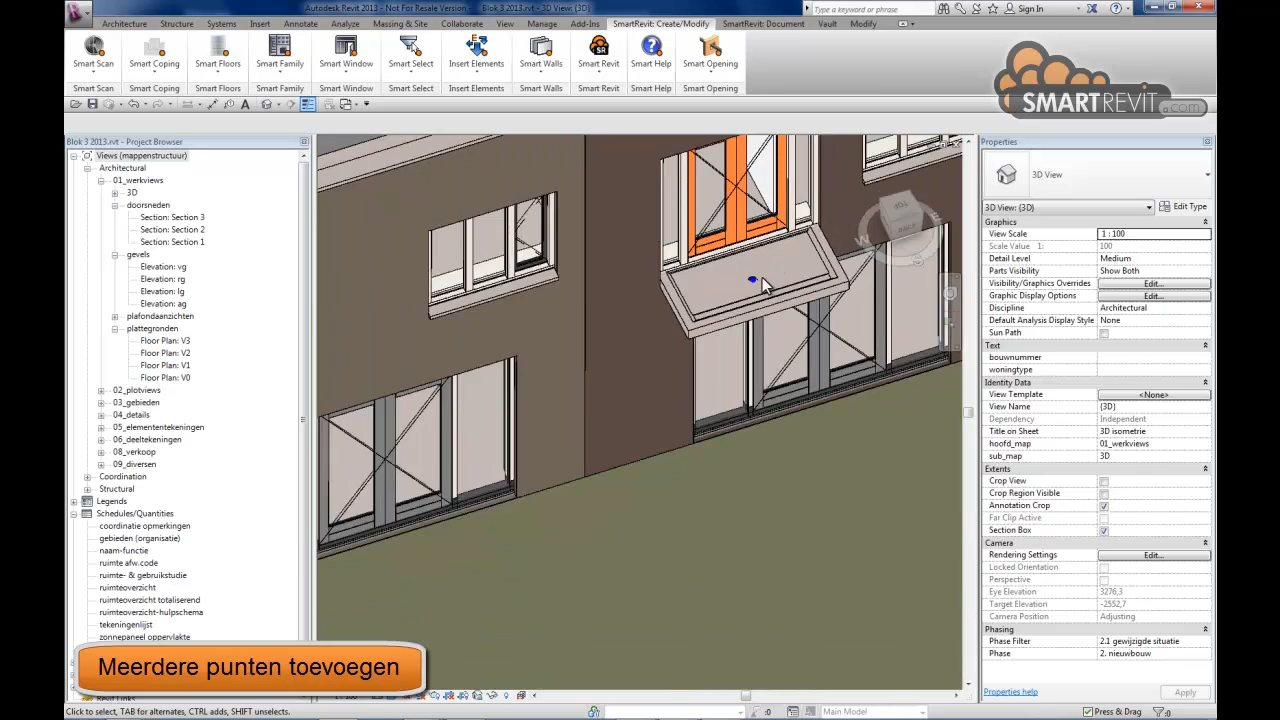 Autodesk Revit Architecture 2013 - Not For Resale Version - Blok 3 2013.rvt - 3D View: {3D}
Type a keyword or phrase
Sign In
Architecture Structure Systems Insert Annotate Analyze Massing & Site Collaborate View Manage Add-Ins SmartRevit: Create/Modify SmartRevit: Document Vault Modify
Smart Scan Smart Coping Smart Floors Smart Family Smart Window Smart Select Insert Elements Smart Walls Smart Revit Smart Help Smart Opening
Smart Scan Smart Coping Smart Floors Smart Family Smart Window Smart Select Insert Elements Smart Walls Smart Revit Smart Help Smart Opening
SMARTREVIT.com
Blok 3 2013.rvt - Project Browser
Views (mappenstructuur)
Architectural
01_werkviews
3D
doorsneden
Section: Section 3
Section: Section 2
Section: Section 1
gevels
Elevation: vg
Elevation: rg
Elevation: lg
Elevation: ag
plafondaanzichten
plattegronden
Floor Plan: V3
Floor Plan: V2
Floor Plan: V1
Floor Plan: V0
02_plotviews
03_gebieden
04_details
05_elemententekeningen
06_deeltekeningen
08_verkoop
09_diversen
Coordination
Structural
Legends
Schedules/Quantities
coordinatie opmerkingen
gebieden (organisatie)
naam-functie
ruimte afw.code
ruimte- & gebruikstudie
ruimteoverzicht
ruimteoverzicht totaliserend
ruimteoverzicht-hulpschema
tekeningenlijst
zonnepaneel oppervlakte
Meerdere punten toevoegen
Properties
3D View
3D View: {3D}
Edit Type
Graphics
View Scale 1 : 100
Scale Value 1: 100
Detail Level Medium
Parts Visibility Show Both
Visibility/Graphics Overrides Edit...
Graphic Display Options Edit...
Discipline Architectural
Default Analysis Display Style None
Sun Path
Text
bouwnummer
woningtype
Identity Data
View Template <None>
View Name {3D}
Dependency Independent
Title on Sheet 3D isometrie
hoofd_map 01_werkviews
sub_map 3D
Extents
Crop View
Crop Region Visible
Annotation Crop
Far Clip Active
Section Box
Camera
Rendering Settings Edit...
Locked Orientation
Perspective
Eye Elevation 3276,3
Target Elevation -2552,7
Camera Position Adjusting
Phasing
Phase Filter 2.1 gewijzigde situatie
Phase 2. nieuwbouw
Properties help
Apply
Click to select, TAB for alternates, CTRL adds, SHIFT unselects.
:0
Main Model
Press & Drag
:0